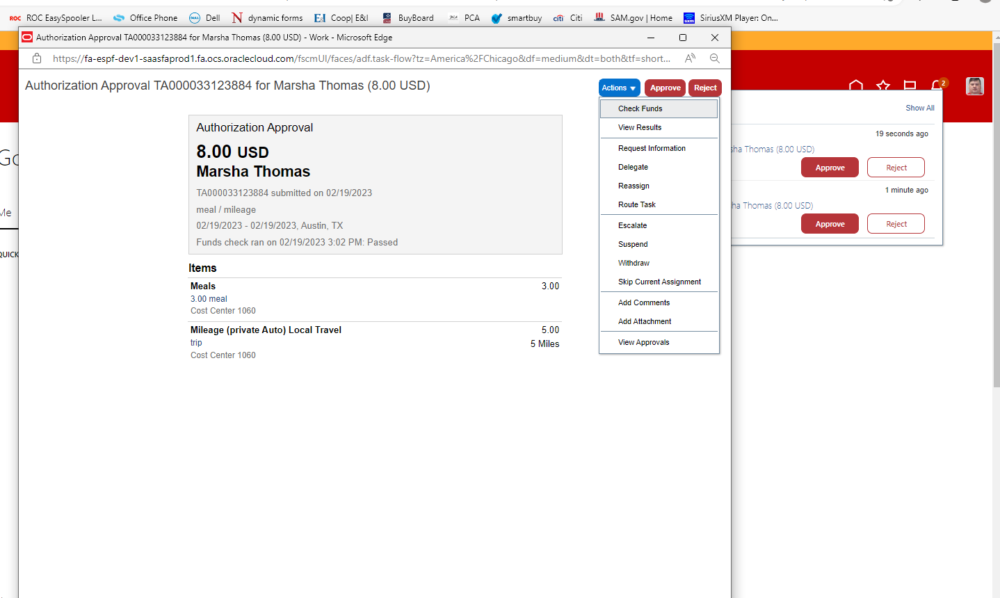 ROC ROC EasySpooler L... Office Phone DELL Dell N dynamic forms E&I Coop| E&I BuyBoard PCA smartbuy citi Citi SAM.gov | Home SXM SiriusXM Player: On...
Authorization Approval TA000033123884 for Marsha Thomas (8.00 USD) - Work - Microsoft Edge
https://fa-espf-dev1-saasfaprod1.fa.ocs.oraclecloud.com/fscmUI/faces/adf.task-flow?tz=America%2FChicago&df=medium&dt=both&tf=short...
Authorization Approval TA000033123884 for Marsha Thomas (8.00 USD)
Actions Approve Reject
Authorization Approval
8.00 USD
Marsha Thomas
TA000033123884 submitted on 02/19/2023
meal / mileage
02/19/2023 - 02/19/2023, Austin, TX
Funds check ran on 02/19/2023 3:02 PM: Passed
Items
Meals 3.00
3.00 meal
Cost Center 1060
Mileage (private Auto) Local Travel 5.00
trip 5 Miles
Cost Center 1060
Check Funds
View Results
Request Information
Delegate
Reassign
Route Task
Escalate
Suspend
Withdraw
Skip Current Assignment
Add Comments
Add Attachment
View Approvals
2
Show All
19 seconds ago
sha Thomas (8.00 USD)
Approve Reject
1 minute ago
ha Thomas (8.00 USD)
Approve Reject
Go
Me
QUICK